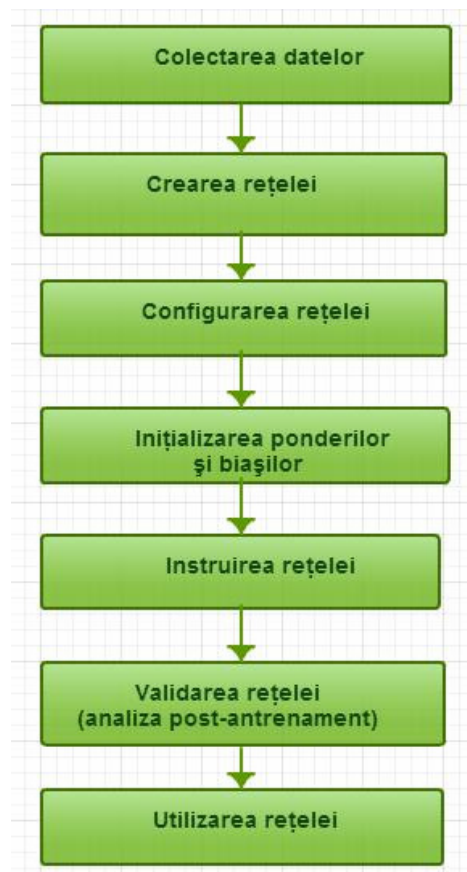 Colectarea datelor
Crearea rețelei
Configurarea rețelei
Inițializarea ponderilor
şi biaşilor
Instruirea rețelei
Validarea rețelei
(analiza post-antrenament)
Utilizarea rețelei